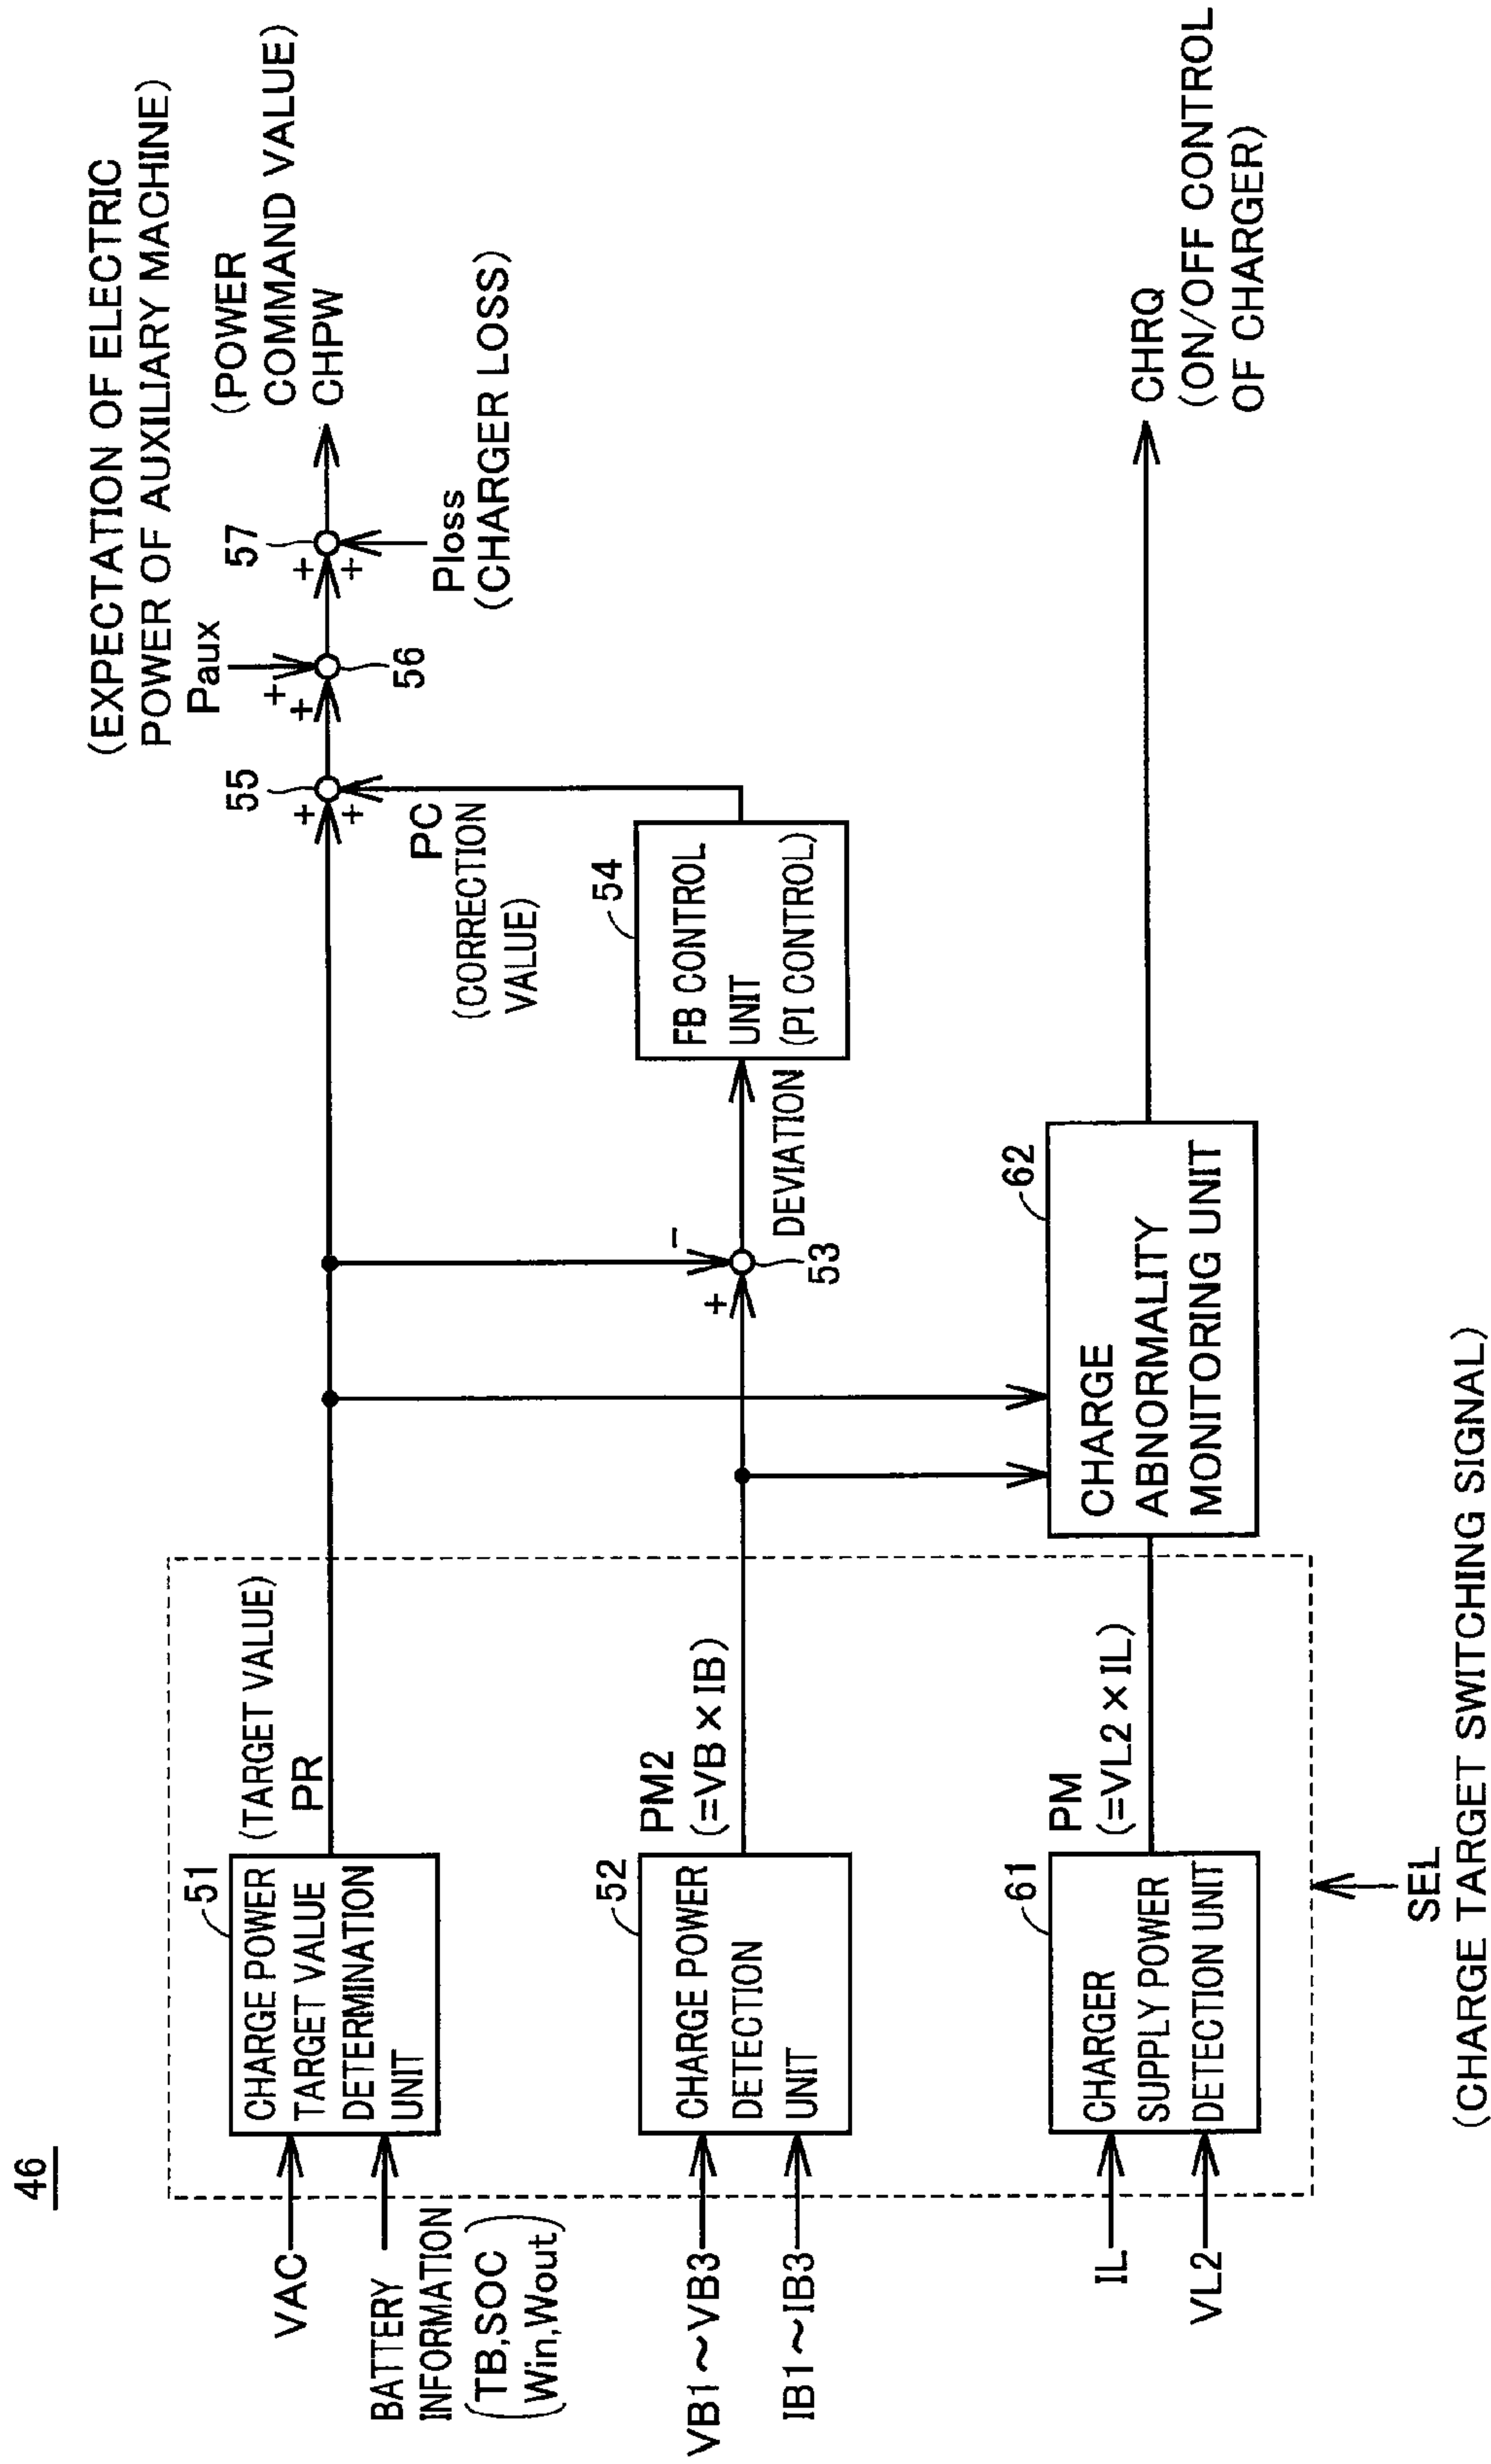 46
VAC
BATTERY
INFORMATION
(TB,SOC
Win,Wout)
51
CHARGE POWER
TARGET VALUE
DETERMINATION
UNIT
(TARGET VALUE)
PR
55
+
+
PC
(CORRECTION
VALUE)
(EXPECTATION OF ELECTRIC
POWER OF AUXILIARY MACHINE)
Paux
+
+
56
57
+
+
Ploss
(CHARGER LOSS)
(POWER
COMMAND VALUE)
CHPW
VB1~VB3
IB1~IB3
52
CHARGE POWER
DETECTION
UNIT
PM2
(=VB×IB)
+
−
53
DEVIATION
54
FB CONTROL
UNIT
(PI CONTROL)
IL
VL2
61
CHARGER
SUPPLY POWER
DETECTION UNIT
PM
(=VL2×IL)
62
CHARGE
ABNORMALITY
MONITORING UNIT
CHRQ
(ON/OFF CONTROL
OF CHARGER)
SEL
(CHARGE TARGET SWITCHING SIGNAL)